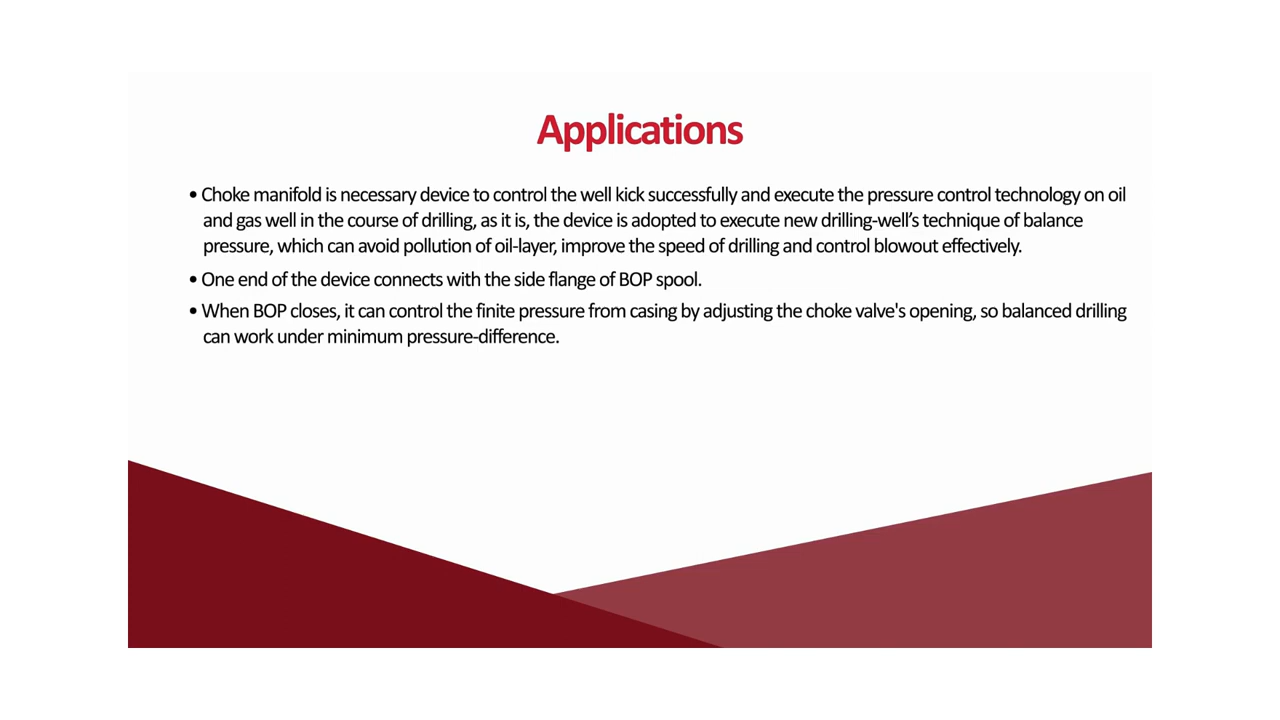 Applications
• Choke manifold is necessary device to control the well kick successfully and execute the pressure control technology on oil
and gas well in the course of drilling, as it is, the device is adopted to execute new drilling-well’s technique of balance
pressure, which can avoid pollution of oil-layer, improve the speed of drilling and control blowout effectively.
• One end of the device connects with the side flange of BOP spool.
• When BOP closes, it can control the finite pressure from casing by adjusting the choke valve's opening, so balanced drilling
can work under minimum pressure-difference.